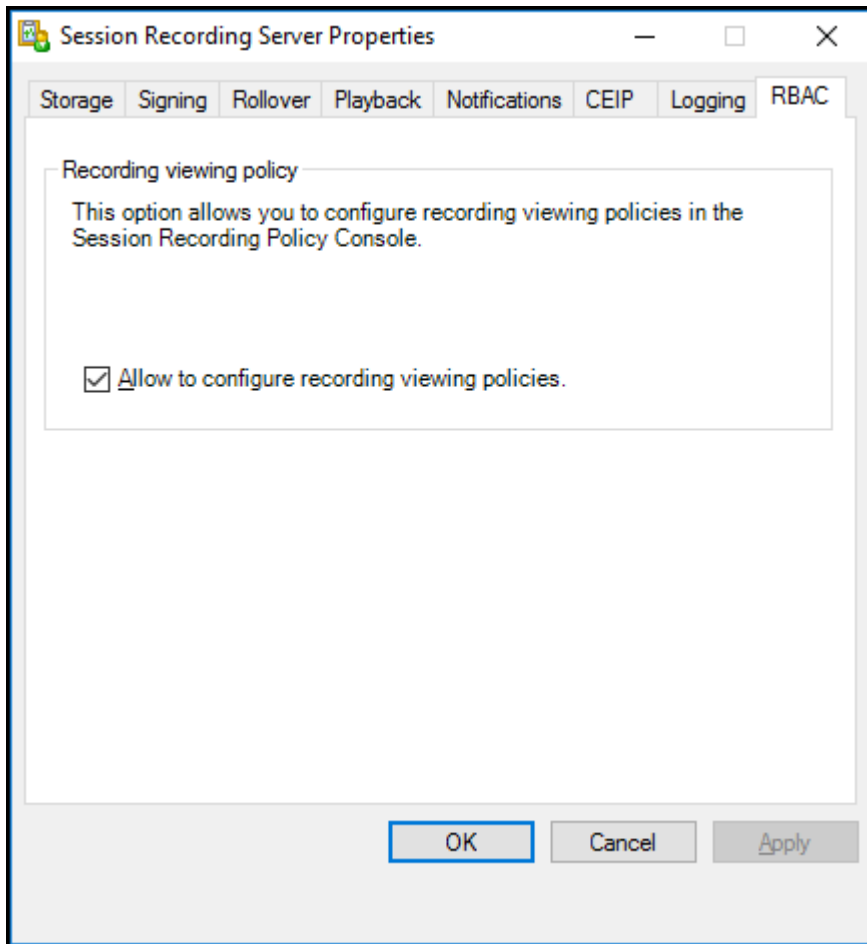 Session Recording Server Properties
Storage Signing Rollover Playback Notifications CEIP Logging RBAC
Recording viewing policy
This option allows you to configure recording viewing policies in the
Session Recording Policy Console.
Allow to configure recording viewing policies.
OK Cancel Apply